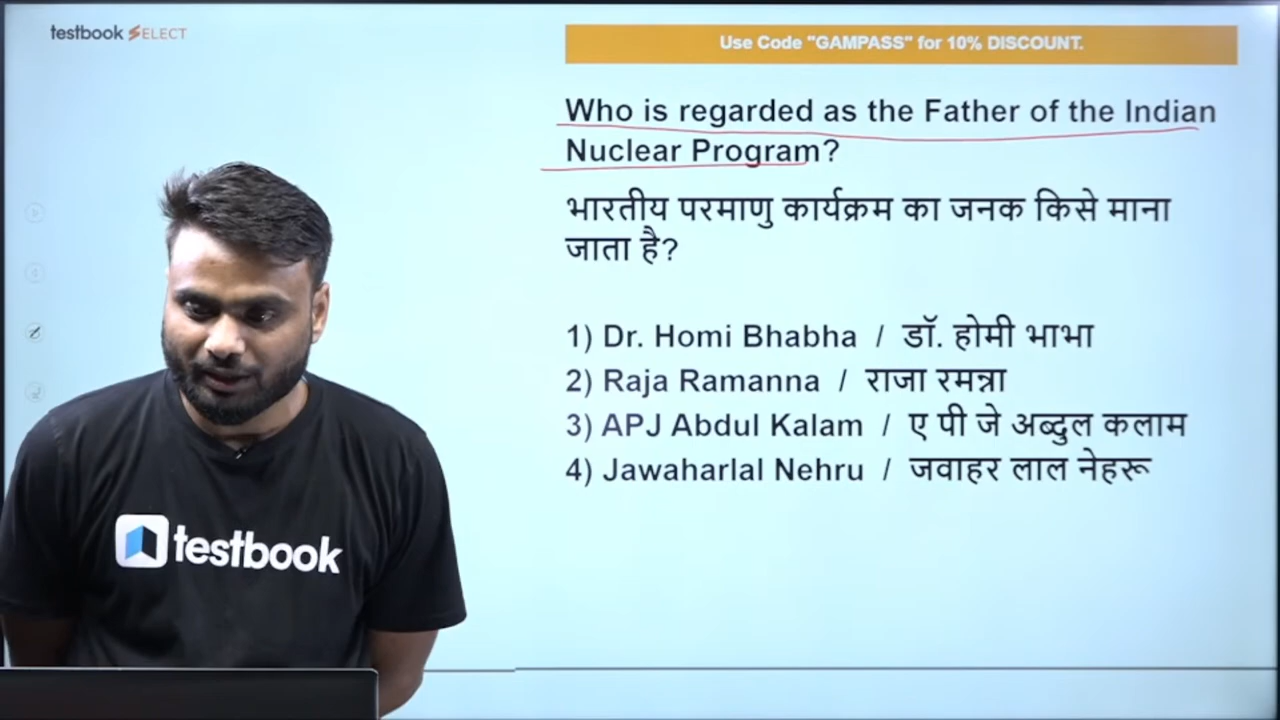 testbook SELECT
Use Code "GAMPASS" for 10% DISCOUNT.
Who is regarded as the Father of the Indian
Nuclear Program?
भारतीय परमाणु कार्यक्रम का जनक किसे माना
जाता है?
1) Dr. Homi Bhabha / डॉ. होमी भाभा
2) Raja Ramanna / राजा रमन्ना
3) APJ Abdul Kalam / ए पी जे अब्दुल कलाम
4) Jawaharlal Nehru / जवाहर लाल नेहरू
testbook